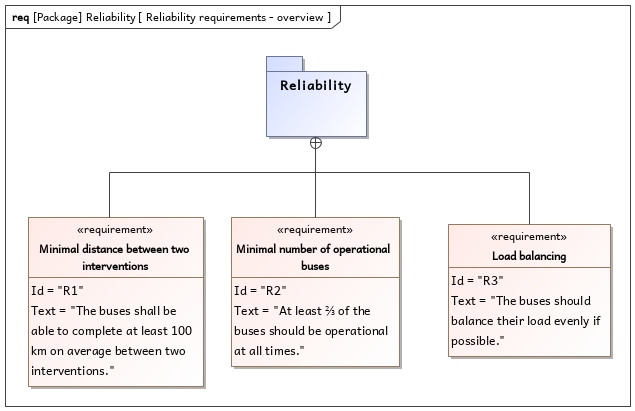 req [Package] Reliability [ Reliability requirements - overview ]
Reliability
«requirement»
Minimal distance between two
interventions
Id = "R1"
Text = "The buses shall be
able to complete at least 100
km on average between two
interventions."
«requirement»
Minimal number of operational
buses
Id = "R2"
Text = "At least ⅔ of the
buses should be operational
at all times."
«requirement»
Load balancing
Id = "R3"
Text = "The buses should
balance their load evenly if
possible."